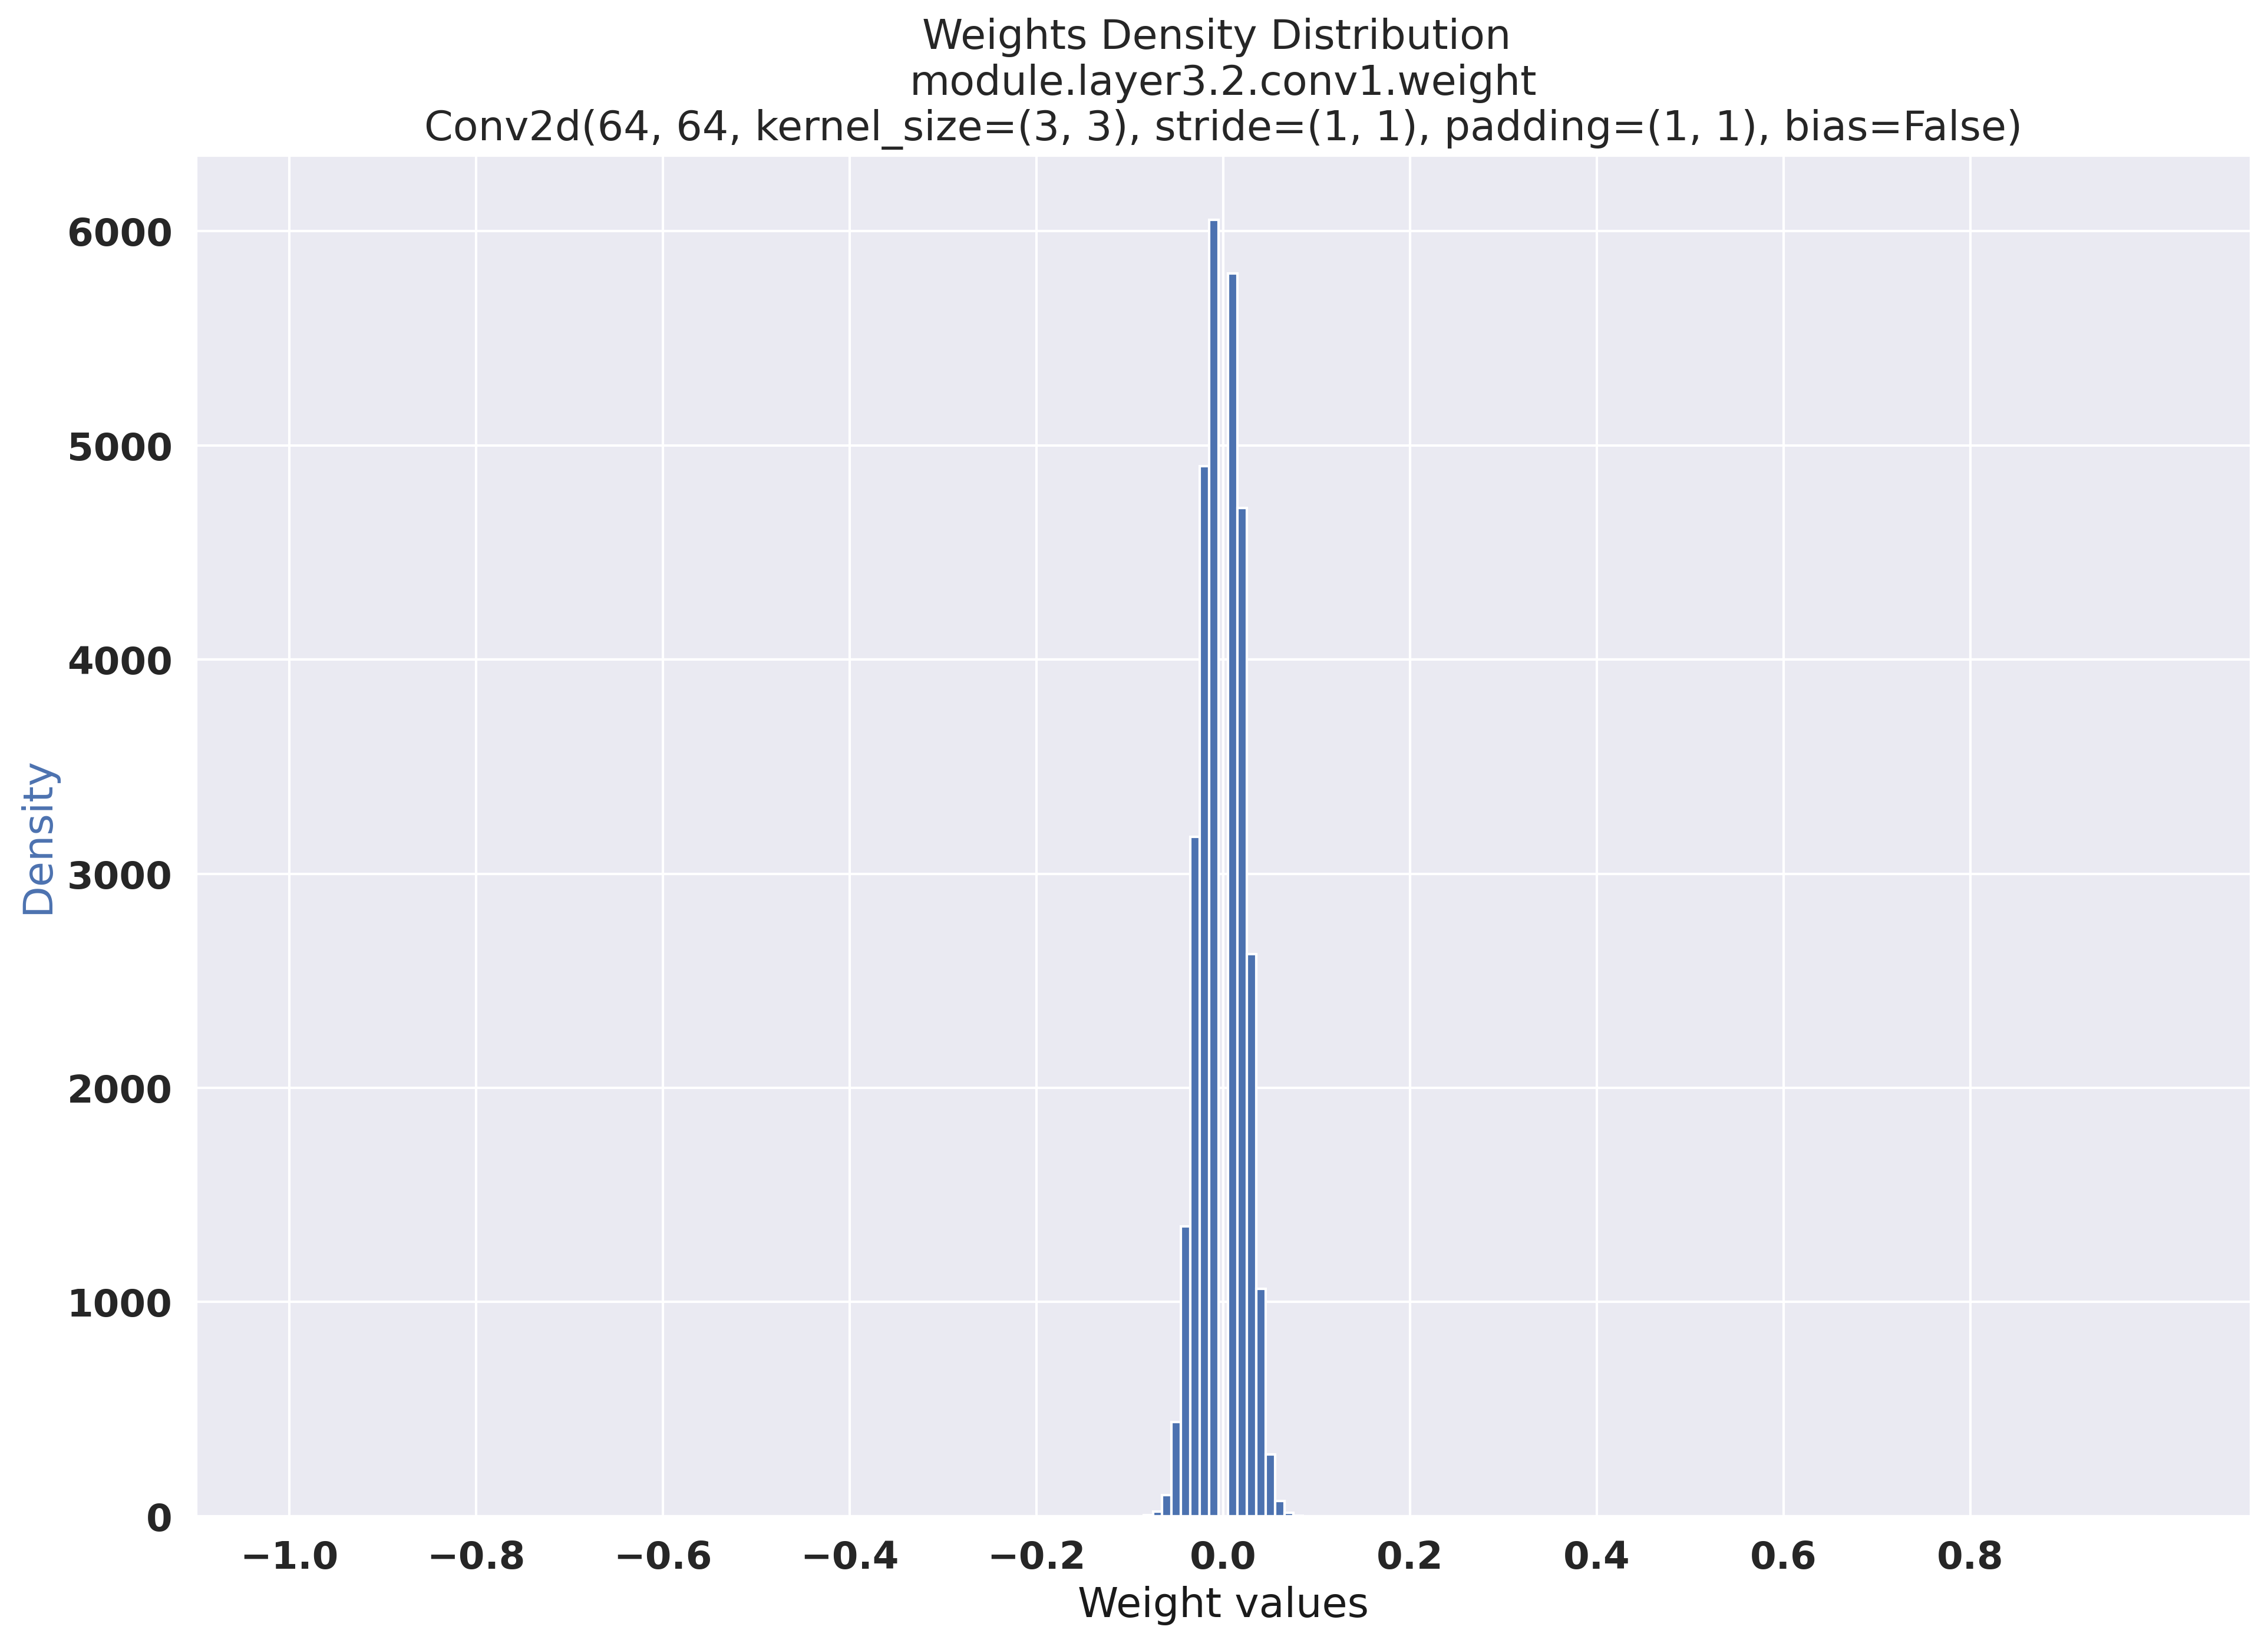 Weights Density Distribution
module.layer3.2.conv1.weight
Conv2d(64, 64, kernel_size=(3, 3), stride=(1, 1), padding=(1, 1), bias=False)
6000
5000
4000
3000
2000
1000
0
Density
−1.0 −0.8 −0.6 −0.4 −0.2 0.0 0.2 0.4 0.6 0.8
Weight values